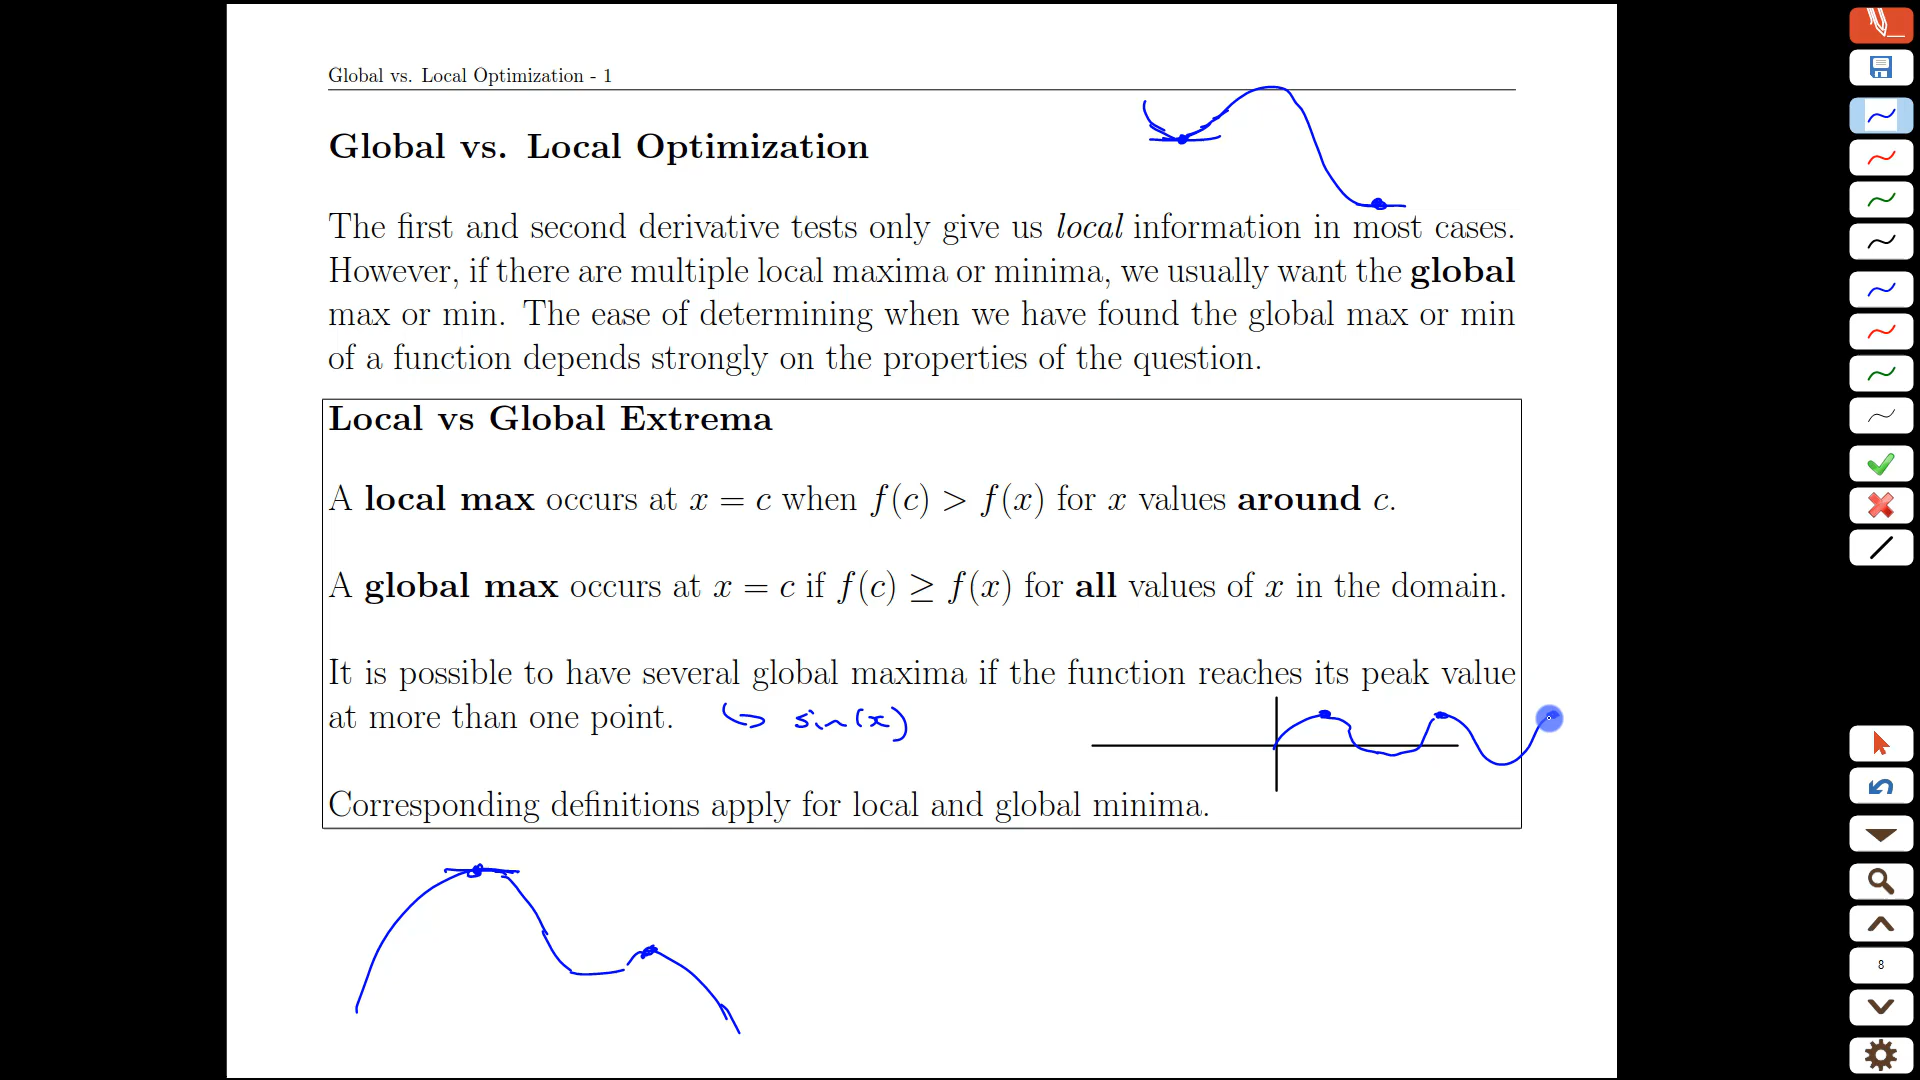 Global vs. Local Optimization - 1
Global vs. Local Optimization
The first and second derivative tests only give us local information in most cases.
However, if there are multiple local maxima or minima, we usually want the global
max or min. The ease of determining when we have found the global max or min
of a function depends strongly on the properties of the question.
Local vs Global Extrema
A local max occurs at x = c when f(c) > f(x) for x values around c.
A global max occurs at x = c if f(c) ≥ f(x) for all values of x in the domain.
It is possible to have several global maxima if the function reaches its peak value
at more than one point. ↪ sin(x)
Corresponding definitions apply for local and global minima.
8